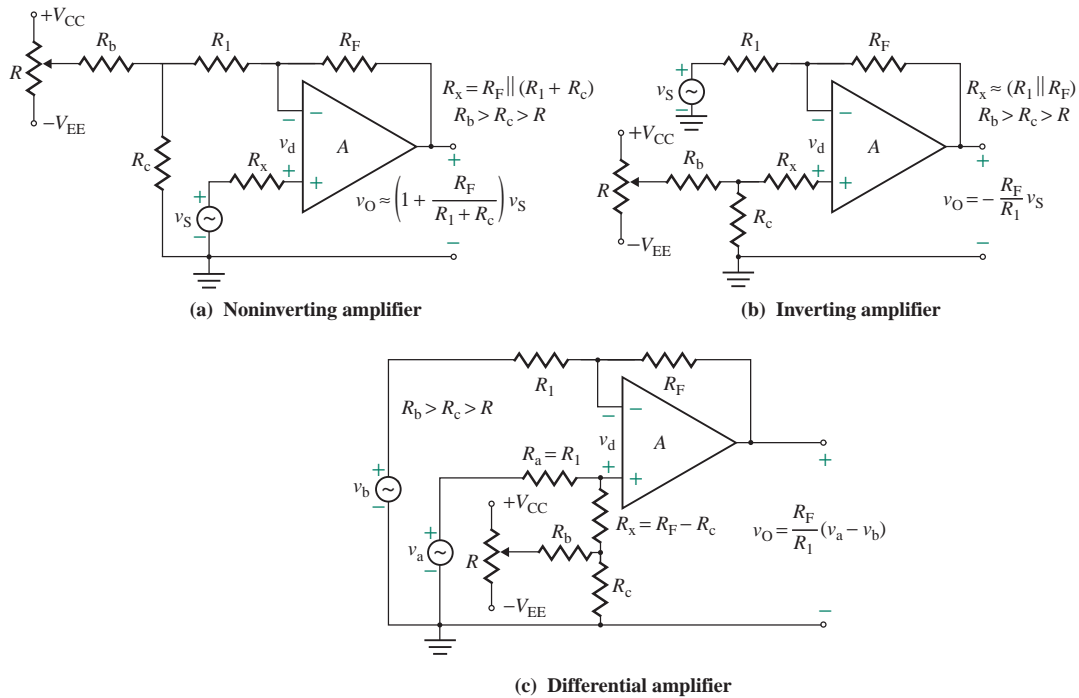 +V_CC
R
−V_EE
R_b
R_1
R_F
R_c
R_x
v_S
v_d
A
R_x = R_F || (R_1 + R_c)
R_b > R_c > R
v_O ≈ (1 + R_F / (R_1 + R_c)) v_S
+
−
(a) Noninverting amplifier
R_1
R_F
v_S
+V_CC
R
−V_EE
R_b
R_c
R_x
v_d
A
R_x ≈ (R_1 || R_F)
R_b > R_c > R
v_O = − R_F / R_1 v_S
+
−
(b) Inverting amplifier
R_1
R_F
R_b > R_c > R
v_d
A
R_a = R_1
v_b
+V_CC
R_x = R_F − R_c
v_O = R_F / R_1 (v_a − v_b)
v_a
R
R_b
R_c
−V_EE
+
−
(c) Differential amplifier